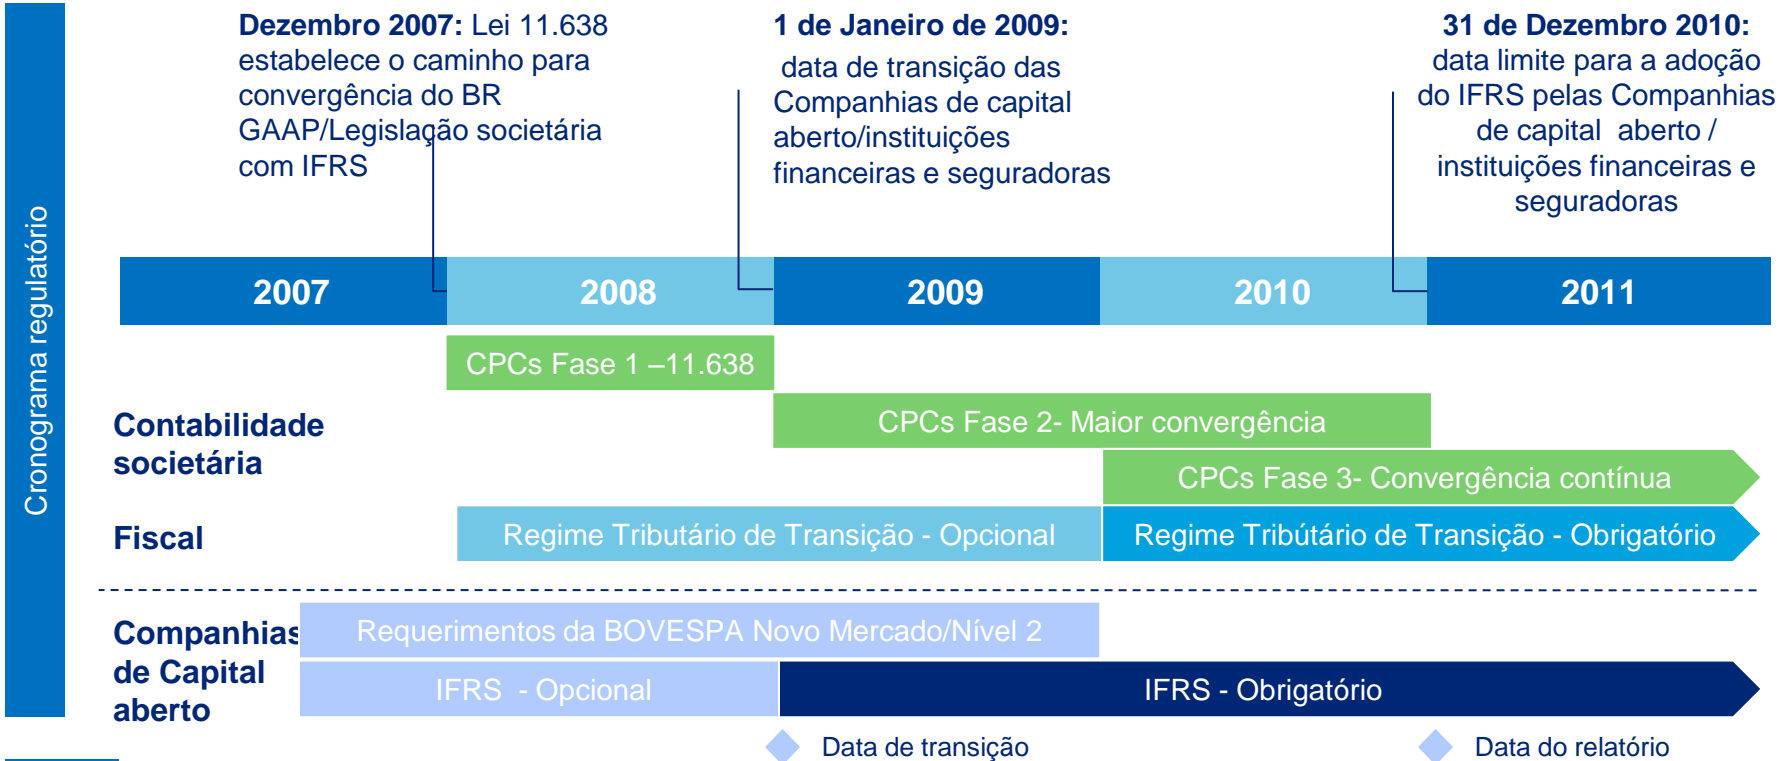 Cronograma regulatório
Dezembro 2007: Lei 11.638
estabelece o caminho para
convergência do BR
GAAP/Legislação societária
com IFRS
1 de Janeiro de 2009:
data de transição das
Companhias de capital
aberto/instituições
financeiras e seguradoras
31 de Dezembro 2010:
data limite para a adoção
do IFRS pelas Companhias
de capital aberto /
instituições financeiras e
seguradoras
2007
2008
2009
2010
2011
CPCs Fase 1 –11.638
Contabilidade
societária
CPCs Fase 2- Maior convergência
CPCs Fase 3- Convergência contínua
Fiscal
Regime Tributário de Transição - Opcional
Regime Tribútário de Transição - Obrigatório
Companhias
de Capital
aberto
Requerimentos da BOVESPA Novo Mercado/Nível 2
IFRS - Opcional
IFRS - Obrigatório
Data de transição
Data do relatório